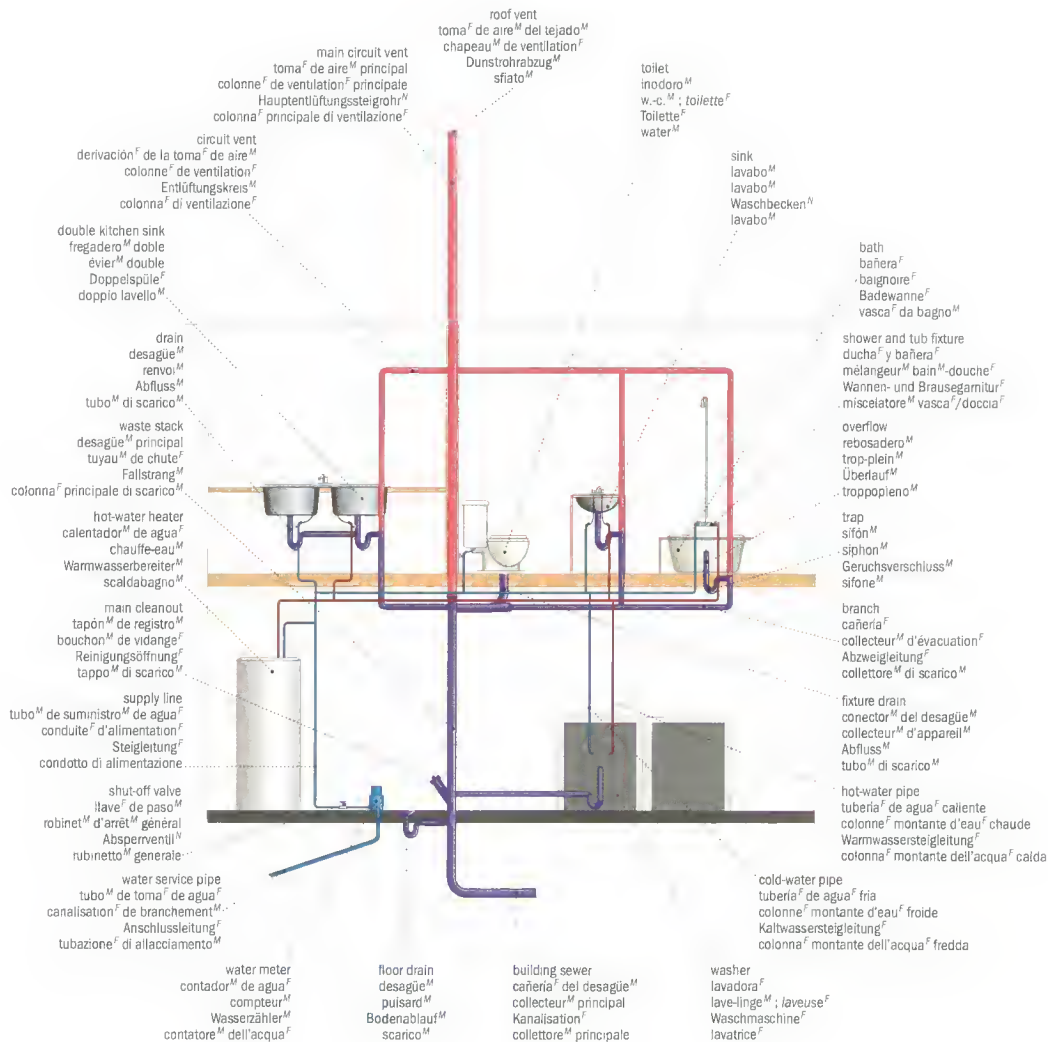 roof vent
toma^F de aire^M del tejado^M
chapeau^M de ventilation^F
Dunstrohrabzug^M
sfiato^M
main circuit vent
toma^F de aire^M principal
colonne^F de ventilation^F principale
Hauptentlüftungssteigrohr^N
colonna^F principale di ventilazione^F
toilet
inodoro^M
w.-c.^M ; toilette^F
Toilette^F
water^M
circuit vent
derivación^F de la toma^F de aire^M
colonne^F de ventilation^F
Entlüftungskreis^M
colonna^F di ventilazione^F
sink
lavabo^M
lavabo^M
Waschbecken^N
lavabo^M
double kitchen sink
fregadero^M doble
évier^M double
Doppelspüle^F
doppio lavello^M
bath
bañera^F
baignoire^F
Badewanne^F
vasca^F da bagno^M
drain
desagüe^M
renvoi^M
Abfluss^M
tubo^M di scarico^M
shower and tub fixture
ducha^F y bañera^F
mélangeur^M bain^M-douche^F
Wannen- und Brausegarnitur^F
miscelatore^M vasca^F/doccia^F
waste stack
desagüe^M principal
tuyau^M de chute^F
Fallstrang^M
colonna^F principale di scarico^M
overflow
rebosadero^M
trop-plein^M
Überlauf^M
troppopieno^M
hot-water heater
calentador^M de agua^F
chauffe-eau^M
Warmwasserbereiter^M
scaldabagno^M
trap
sifón^M
siphon^M
Geruchsverschluss^M
sifone^M
main cleanout
tapón^M de registro^M
bouchon^M de vidange^F
Reinigungsöffnung^F
tappo^M di scarico^M
branch
cañería^F
collecteur^M d'évacuation^F
Abzweigleitung^F
collettore^M di scarico^M
supply line
tubo^M de suministro^M de agua^F
conduite^F d'alimentation^F
Steigleitung^F
condotto di alimentazione
fixture drain
conector^M del desagüe^M
collecteur^M d'appareil^M
Abfluss^M
tubo^M di scarico^M
shut-off valve
llave^F de paso^M
robinet^M d'arrêt^M général
Absperrventil^N
rubinetto^M generale
hot-water pipe
tubería^F de agua^F caliente
colonne^F montante d'eau^F chaude
Warmwassersteigleitung^F
colonna^F montante dell'acqua^F calda
water service pipe
tubo^M de toma^F de agua^F
canalisation^F de branchement^M
Anschlussleitung^F
tubazione^F di allacciamento^M
cold-water pipe
tubería^F de agua^F fria
colonne^F montante d'eau^F froide
Kaltwassersteigleitung^F
colonna^F montante dell'acqua^F fredda
water meter
contador^M de agua^F
compteur^M
Wasserzähler^M
contatore^M dell'acqua^F
floor drain
desagüe^M
puisard^M
Bodenablauf^M
scarico^M
building sewer
cañería^F del desagüe^M
collecteur^M principal
Kanalisation^F
collettore^M principale
washer
lavadora^F
lave-linge^M ; laveuse^F
Waschmaschine^F
lavatrice^F